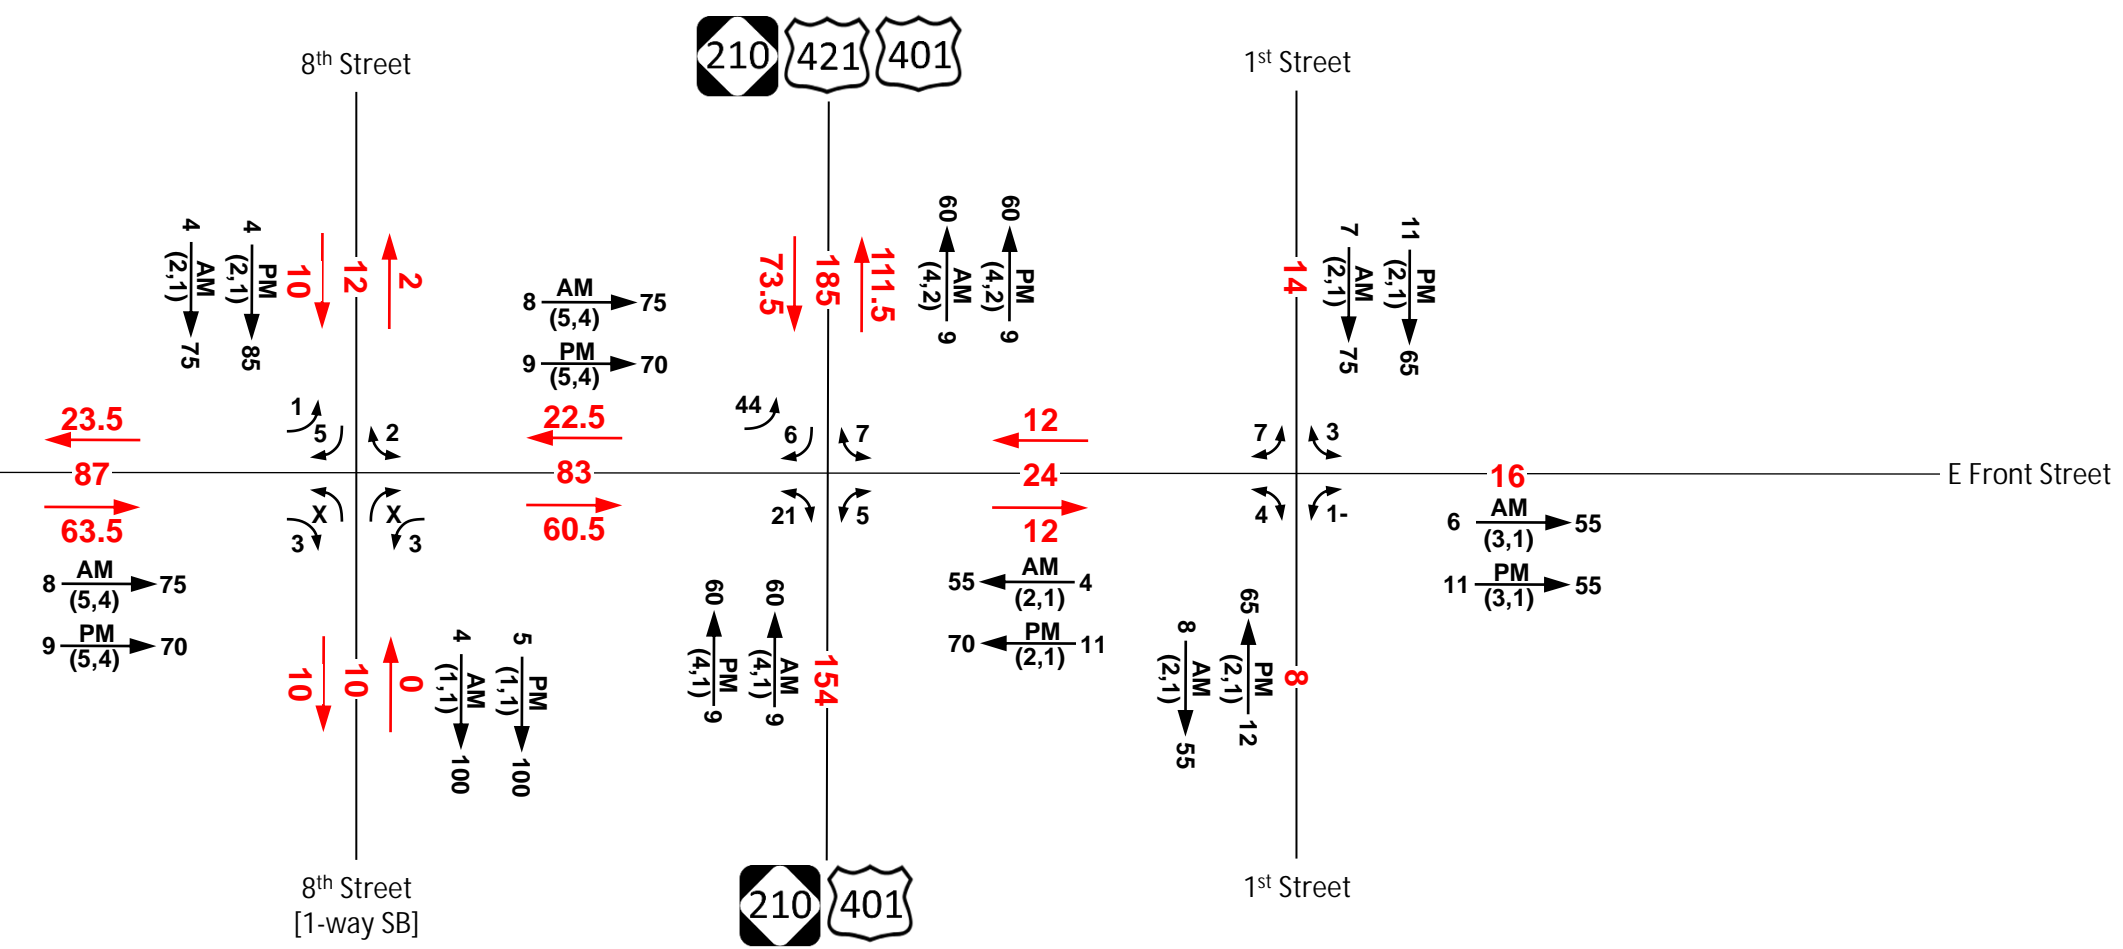 210 421 401
8th Street
1st Street
4 AM (2,1) 75
4 PM (2,1) 85
10
12
2
8 AM (5,4) 75
9 PM (5,4) 70
73.5
185
111.5
60 AM (4,2) 9
60 PM (4,2) 9
14
7 AM (2,1) 75
11 PM (2,1) 65
23.5
1
5
2
22.5
44
6
7
12
7
3
87
83
24
16
E Front Street
63.5
3
X
X
3
60.5
21
5
12
4
1-
8 AM (5,4) 75
9 PM (5,4) 70
55 AM (2,1) 4
70 PM (2,1) 11
6 AM (3,1) 55
11 PM (3,1) 55
10
10
0
4 AM (1,1) 100
5 PM (1,1) 100
60 PM (4,1) 9
60 AM (4,1) 9
154
8 AM (2,1) 55
65 PM (2,1) 12
8
8th Street
[1-way SB]
210 401
1st Street